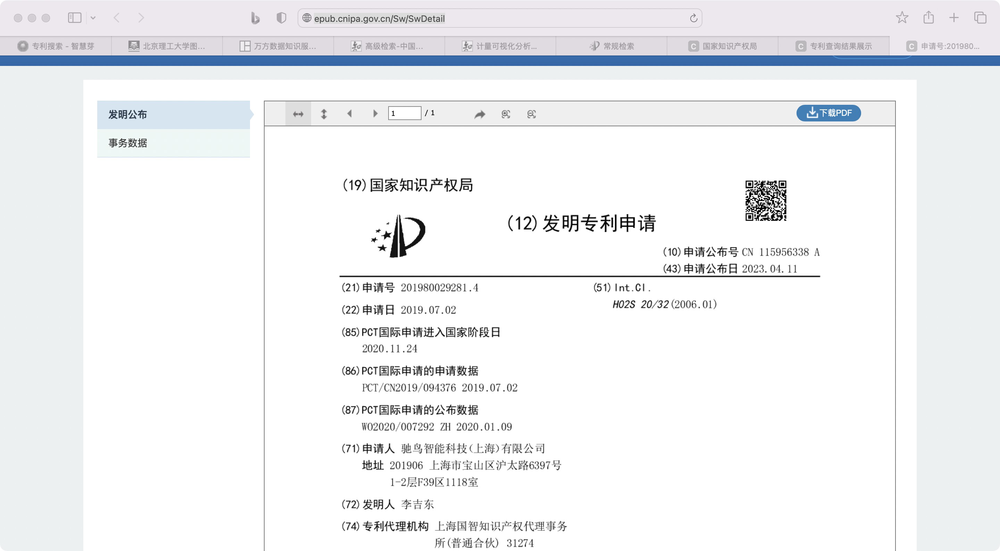 epub.cnipa.gov.cn/Sw/SwDetail
专利搜索 - 智慧芽
北京理工大学图...
万方数据知识服...
高级检索-中国...
计量可视化分析...
常规检索
国家知识产权局
专利查询结果展示
申请号:201980...
发明公布
事务数据
1 / 1
下载PDF
(19)国家知识产权局
(12)发明专利申请
(10)申请公布号 CN 115956338 A
(43)申请公布日 2023.04.11
(21)申请号 201980029281.4
(22)申请日 2019.07.02
(85)PCT国际申请进入国家阶段日
2020.11.24
(86)PCT国际申请的申请数据
PCT/CN2019/094376 2019.07.02
(87)PCT国际申请的公布数据
WO2020/007292 ZH 2020.01.09
(71)申请人 驰鸟智能科技(上海)有限公司
地址 201906 上海市宝山区沪太路6397号
1-2层F39区1118室
(72)发明人 李吉东
(74)专利代理机构 上海国智知识产权代理事务
所(普通合伙) 31274
(51)Int.Cl.
H02S 20/32(2006.01)